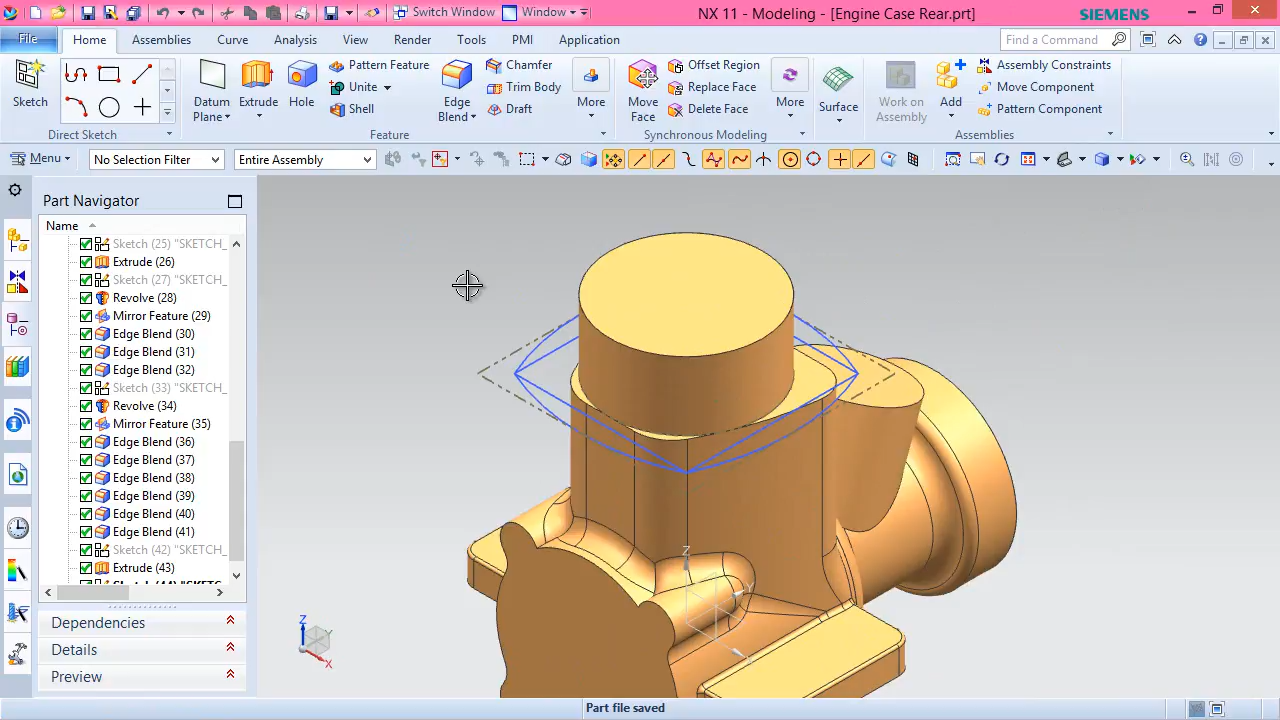 Switch Window Window NX 11 - Modeling - [Engine Case Rear.prt] SIEMENS
File Home Assemblies Curve Analysis View Render Tools PMI Application Find a Command
Sketch
Datum Plane
Extrude
Hole
Pattern Feature
Unite
Shell
Edge Blend
Chamfer
Trim Body
Draft
More
Move Face
Offset Region
Replace Face
Delete Face
More
Surface
Work on Assembly
Add
Assembly Constraints
Move Component
Pattern Component
Direct Sketch Feature Synchronous Modeling Assemblies
Menu No Selection Filter Entire Assembly
Part Navigator
Name
Sketch (25) "SKETCH_
Extrude (26)
Sketch (27) "SKETCH_
Revolve (28)
Mirror Feature (29)
Edge Blend (30)
Edge Blend (31)
Edge Blend (32)
Sketch (33) "SKETCH_
Revolve (34)
Mirror Feature (35)
Edge Blend (36)
Edge Blend (37)
Edge Blend (38)
Edge Blend (39)
Edge Blend (40)
Edge Blend (41)
Sketch (42) "SKETCH_
Extrude (43)
Sketch (44) "SKETC
Dependencies
Details
Preview
Z
Y
X
Z
Y
X
Part file saved